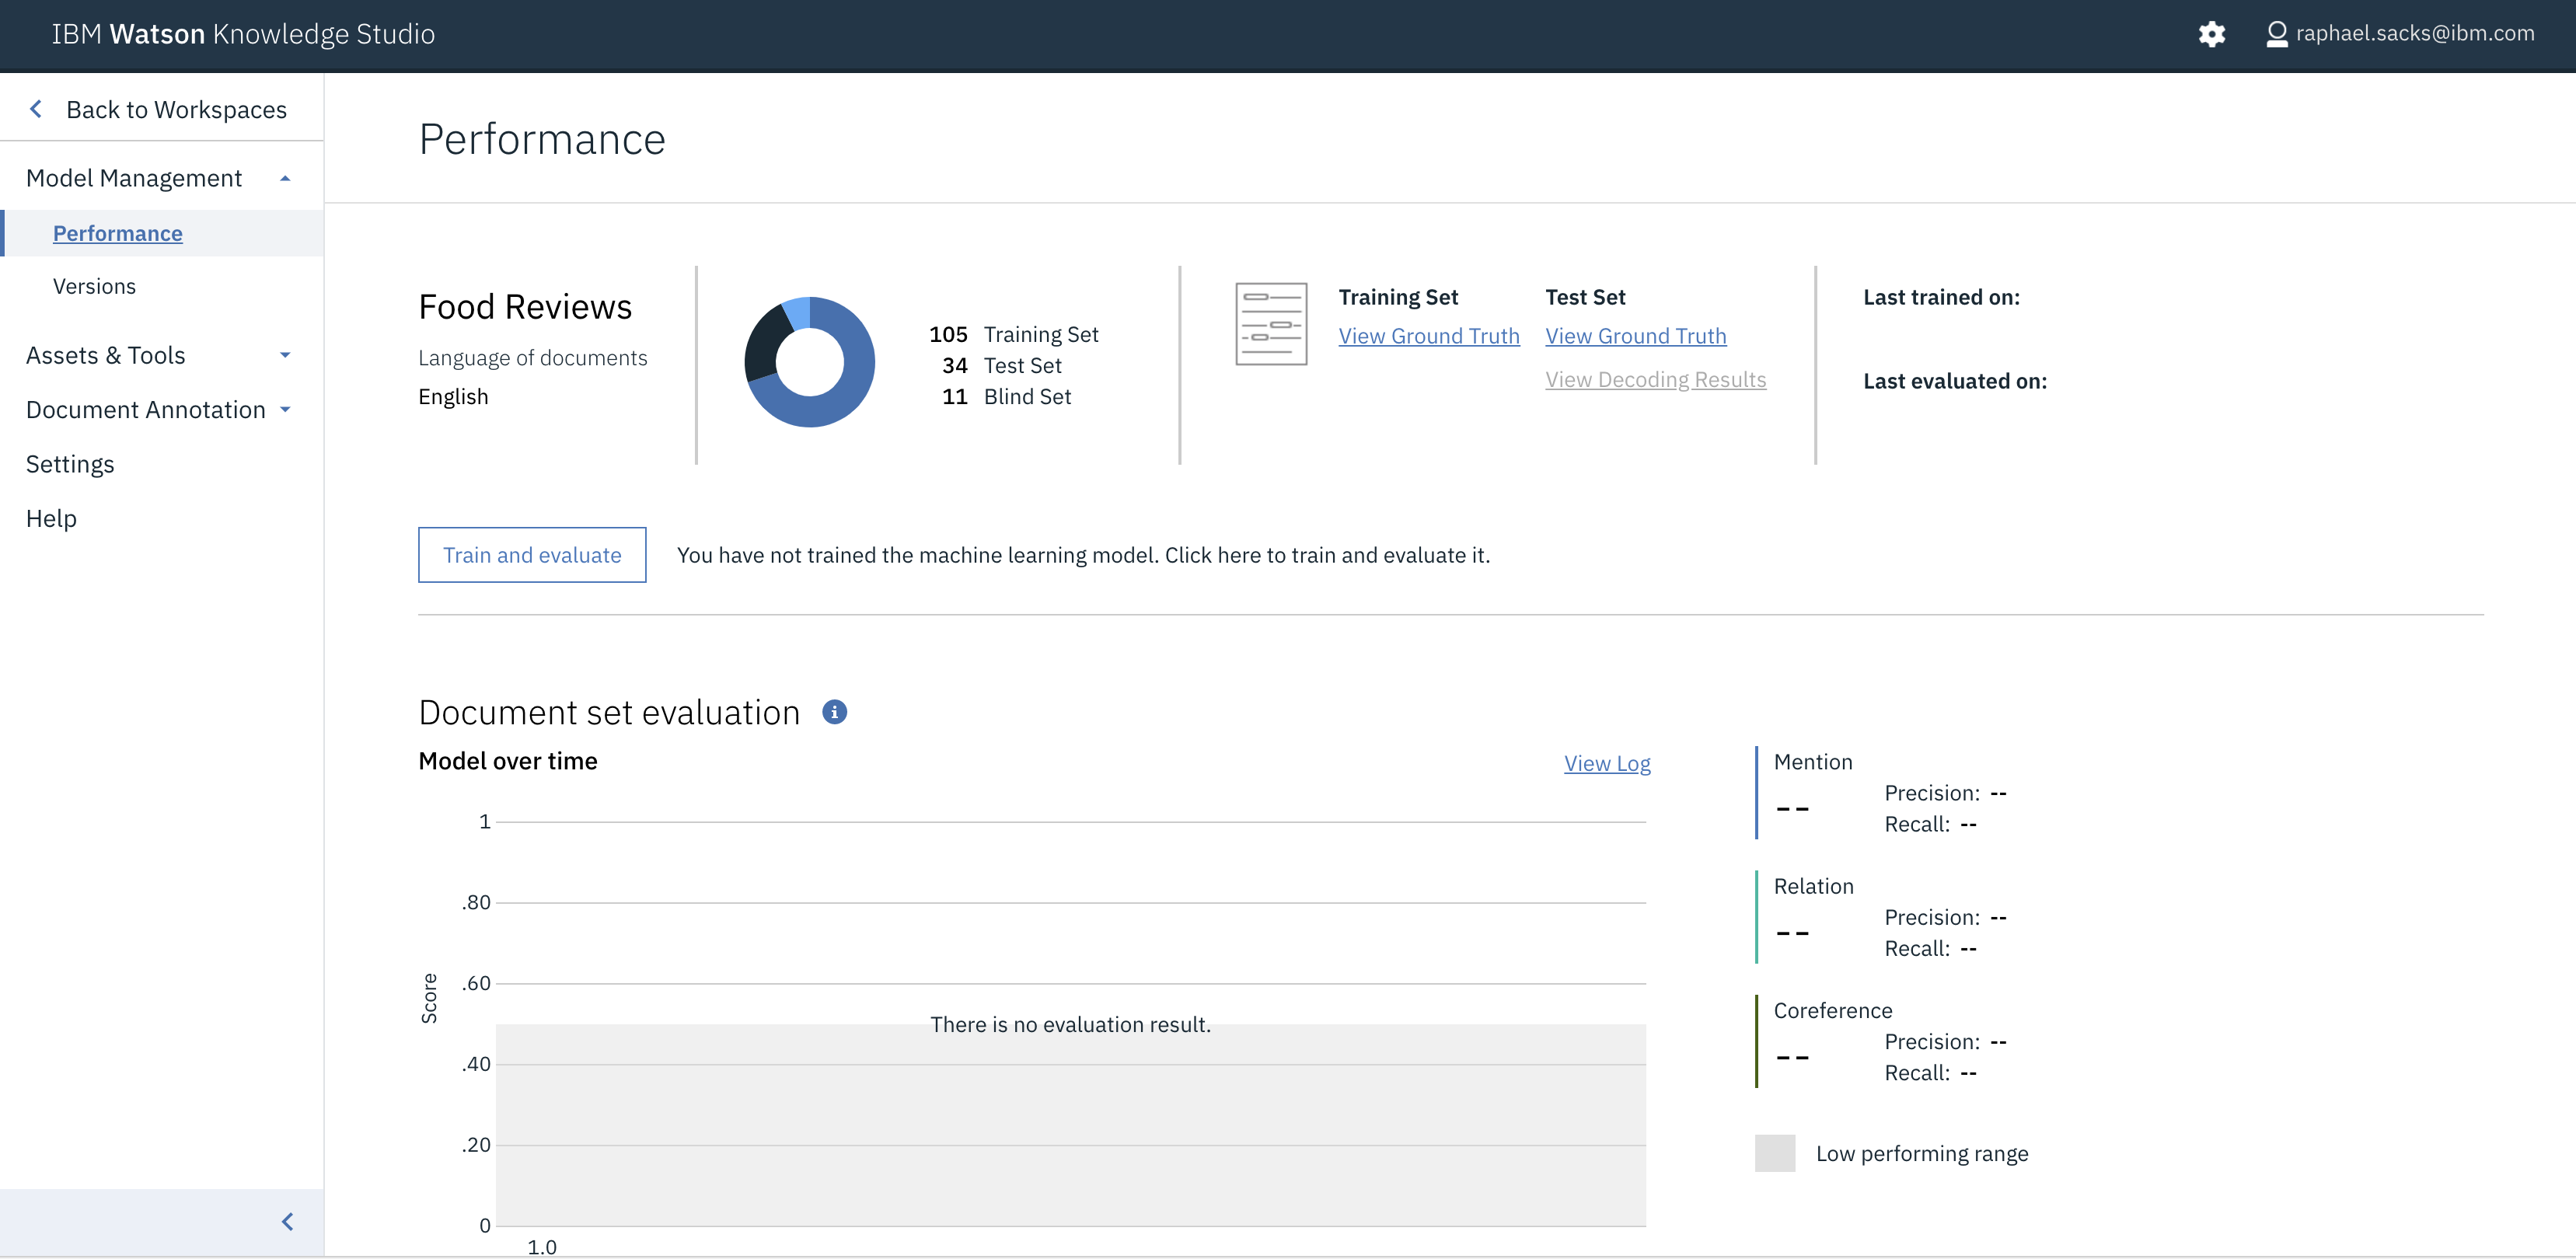 IBM Watson Knowledge Studio
raphael.sacks@ibm.com
Back to Workspaces
Model Management
Performance
Versions
Assets & Tools
Document Annotation
Settings
Help
Performance
Food Reviews
Language of documents
English
105 Training Set
34 Test Set
11 Blind Set
Training Set
View Ground Truth
Test Set
View Ground Truth
View Decoding Results
Last trained on:
Last evaluated on:
Train and evaluate
You have not trained the machine learning model. Click here to train and evaluate it.
Document set evaluation
Model over time
View Log
Score
1
.80
.60
.40
.20
0
1.0
There is no evaluation result.
Mention
--
Precision: --
Recall: --
Relation
--
Precision: --
Recall: --
Coreference
--
Precision: --
Recall: --
Low performing range